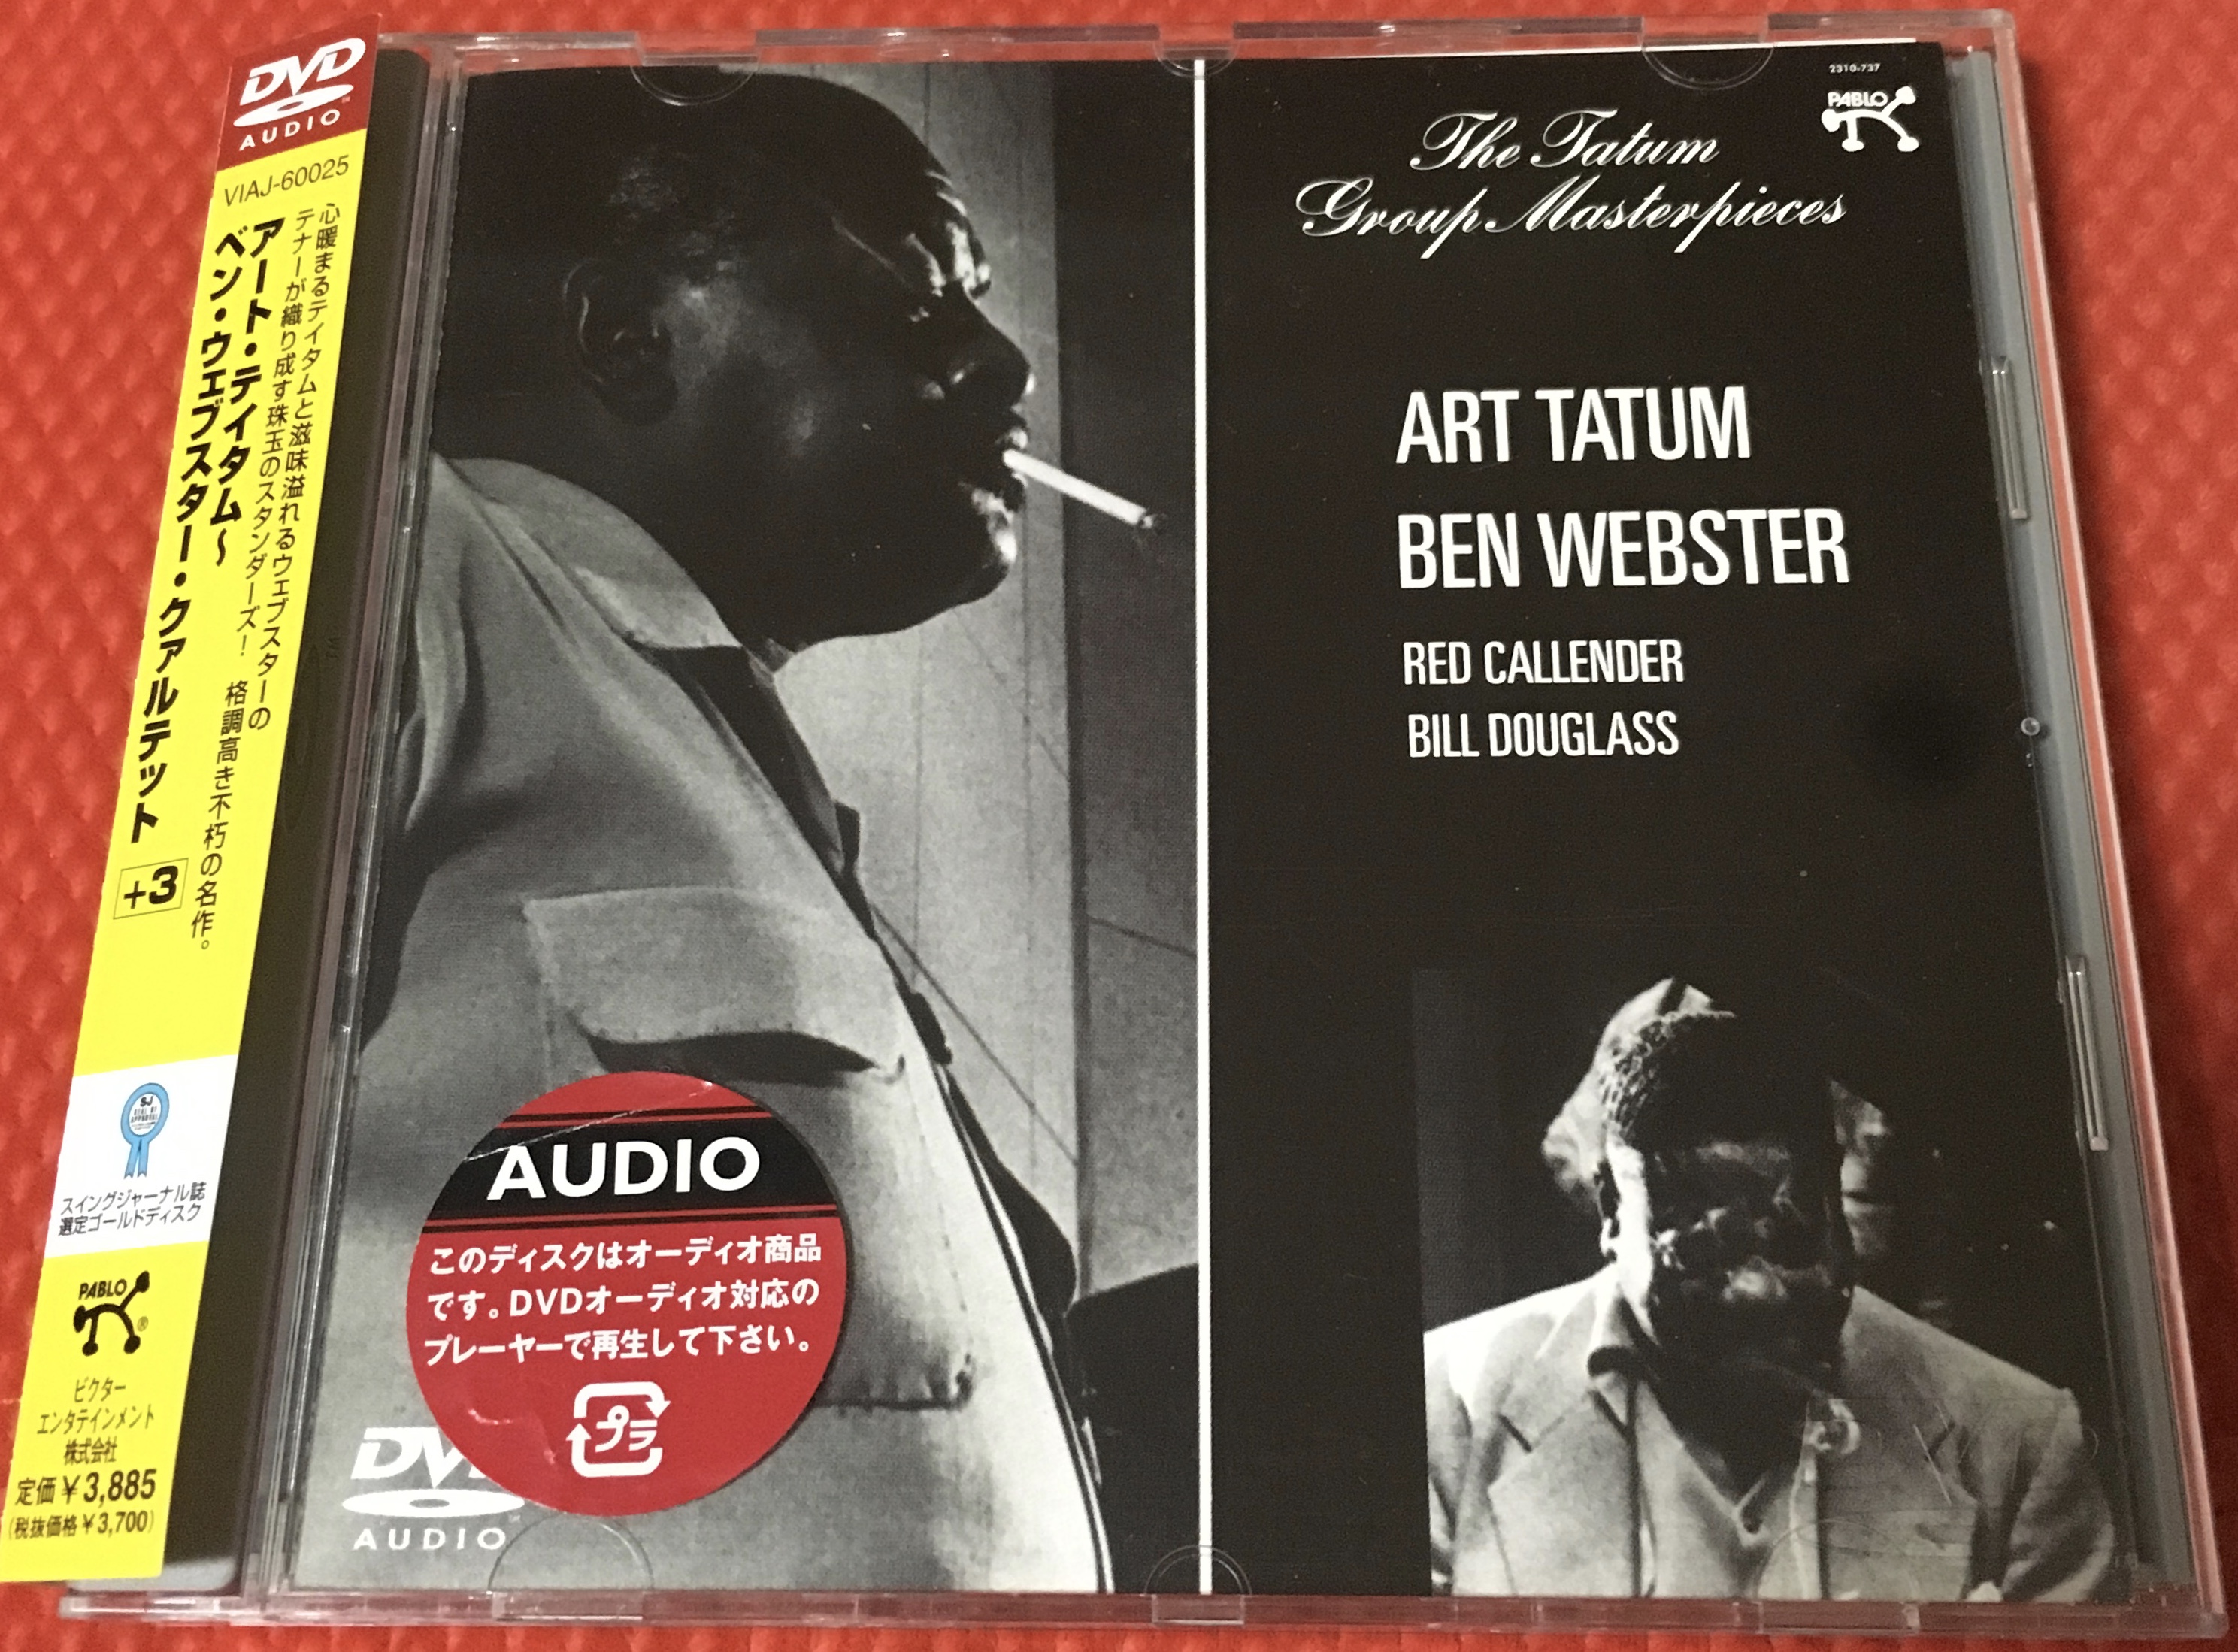 DVD
AUDIO
VIAJ-60025
心暖まるテイタムと滋味溢れるウェブスターの
テナーが織り成す珠玉のスタンダーズ！ 格調高き不朽の名作。
アート・テイタム〜
ベン・ウェブスター・クァルテット +3
SJ
スイングジャーナル誌
選定ゴールドディスク
PABLO
®
ビクター
エンタテインメント
株式会社
定価￥3,885
(税抜価格￥3,700)
2310-737
PABLO
The Tatum
Group Masterpieces
ART TATUM
BEN WEBSTER
RED CALLENDER
BILL DOUGLASS
AUDIO
このディスクはオーディオ商品
です。DVDオーディオ対応の
プレーヤーで再生して下さい。
プラ
DV
AUDIO